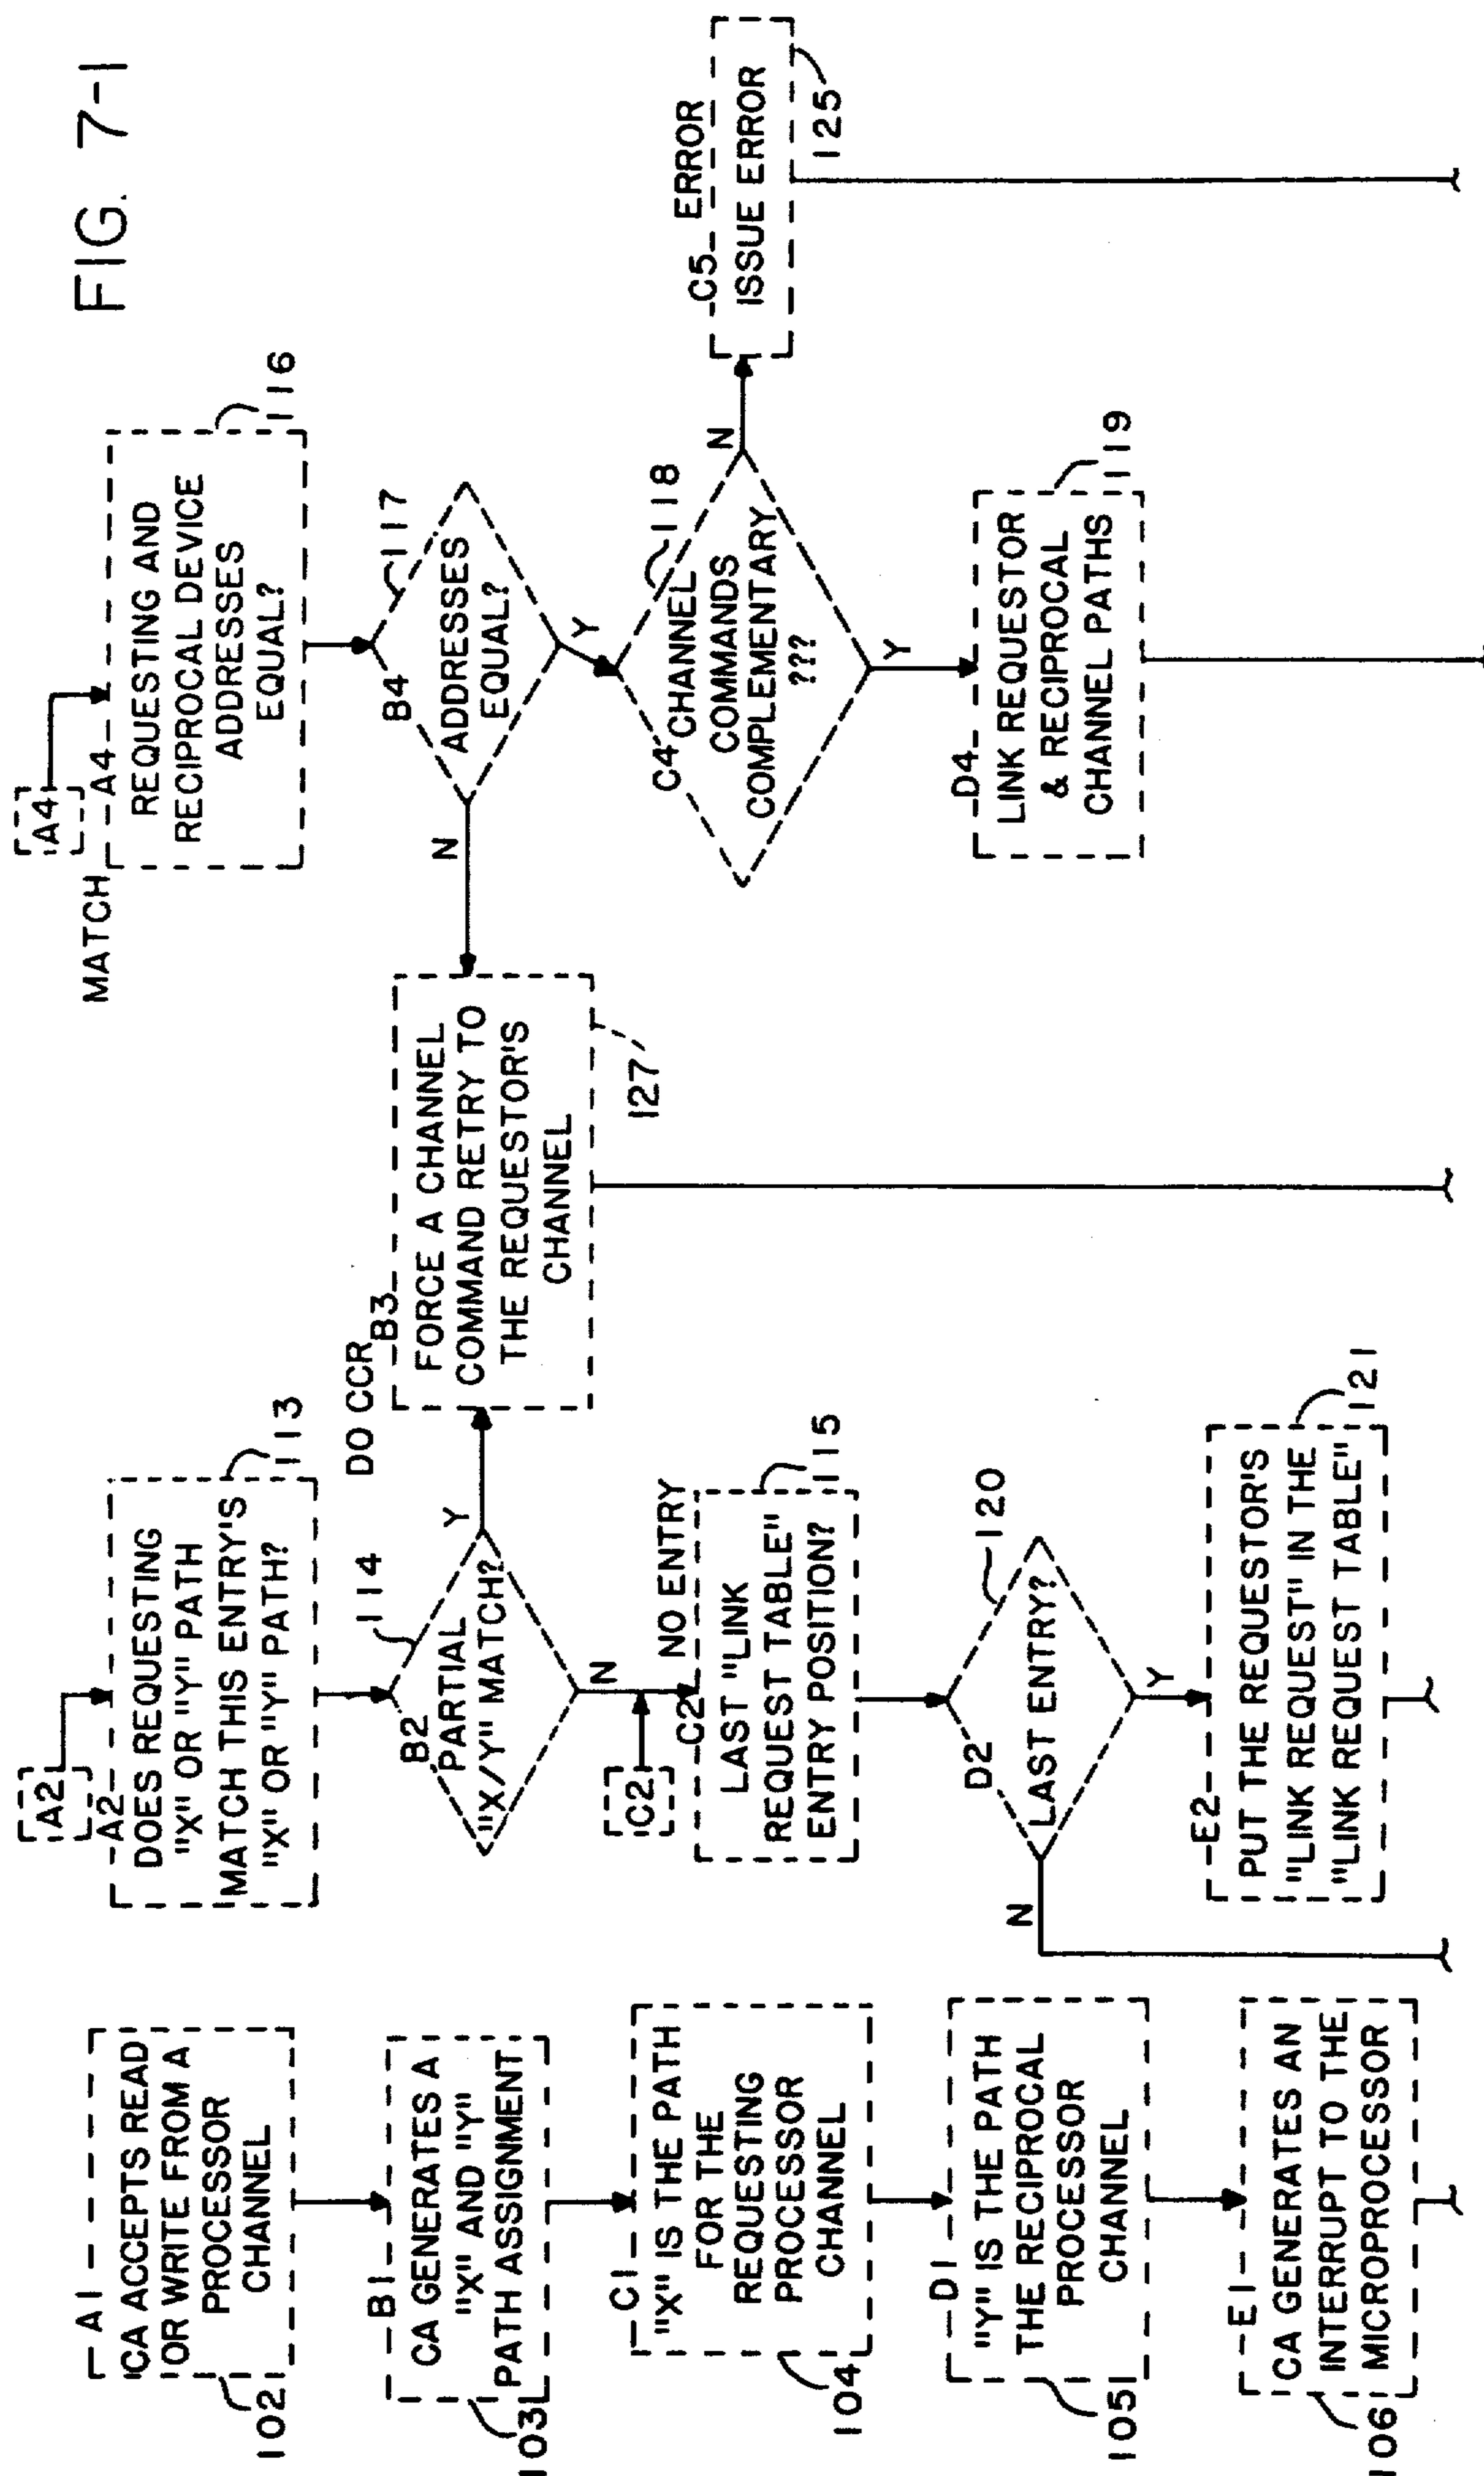 FIG. 7-1
A1
CA ACCEPTS READ
OR WRITE FROM A
PROCESSOR
CHANNEL
102
B1
CA GENERATES A
"X" AND "Y"
PATH ASSIGNMENT
103
C1
"X" IS THE PATH
FOR THE
REQUESTING
PROCESSOR
CHANNEL
104
D1
"Y" IS THE PATH
THE RECIPROCAL
PROCESSOR
CHANNEL
105
E1
CA GENERATES AN
INTERRUPT TO THE
MICROPROCESSOR
106
A2
A2
DOES REQUESTING
"X" OR "Y" PATH
MATCH THIS ENTRY'S
"X" OR "Y" PATH?
113
B2
PARTIAL
"X/Y" MATCH?
114
Y
N
C2
C2
NO ENTRY
LAST "LINK
REQUEST TABLE"
ENTRY POSITION?
115
D2
LAST ENTRY?
120
N
Y
E2
PUT THE REQUESTOR'S
"LINK REQUEST" IN THE
"LINK REQUEST TABLE"
121
DO CCR
B3
FORCE A CHANNEL
COMMAND RETRY TO
THE REQUESTOR'S
CHANNEL
127
A4
MATCH
A4
REQUESTING AND
RECIPROCAL DEVICE
ADDRESSES
EQUAL?
116
B4
ADDRESSES
EQUAL?
117
N
Y
C4
CHANNEL
COMMANDS
COMPLEMENTARY
???
118
N
Y
D4
LINK REQUESTOR
& RECIPROCAL
CHANNEL PATHS
119
C5
ERROR
ISSUE ERROR
125